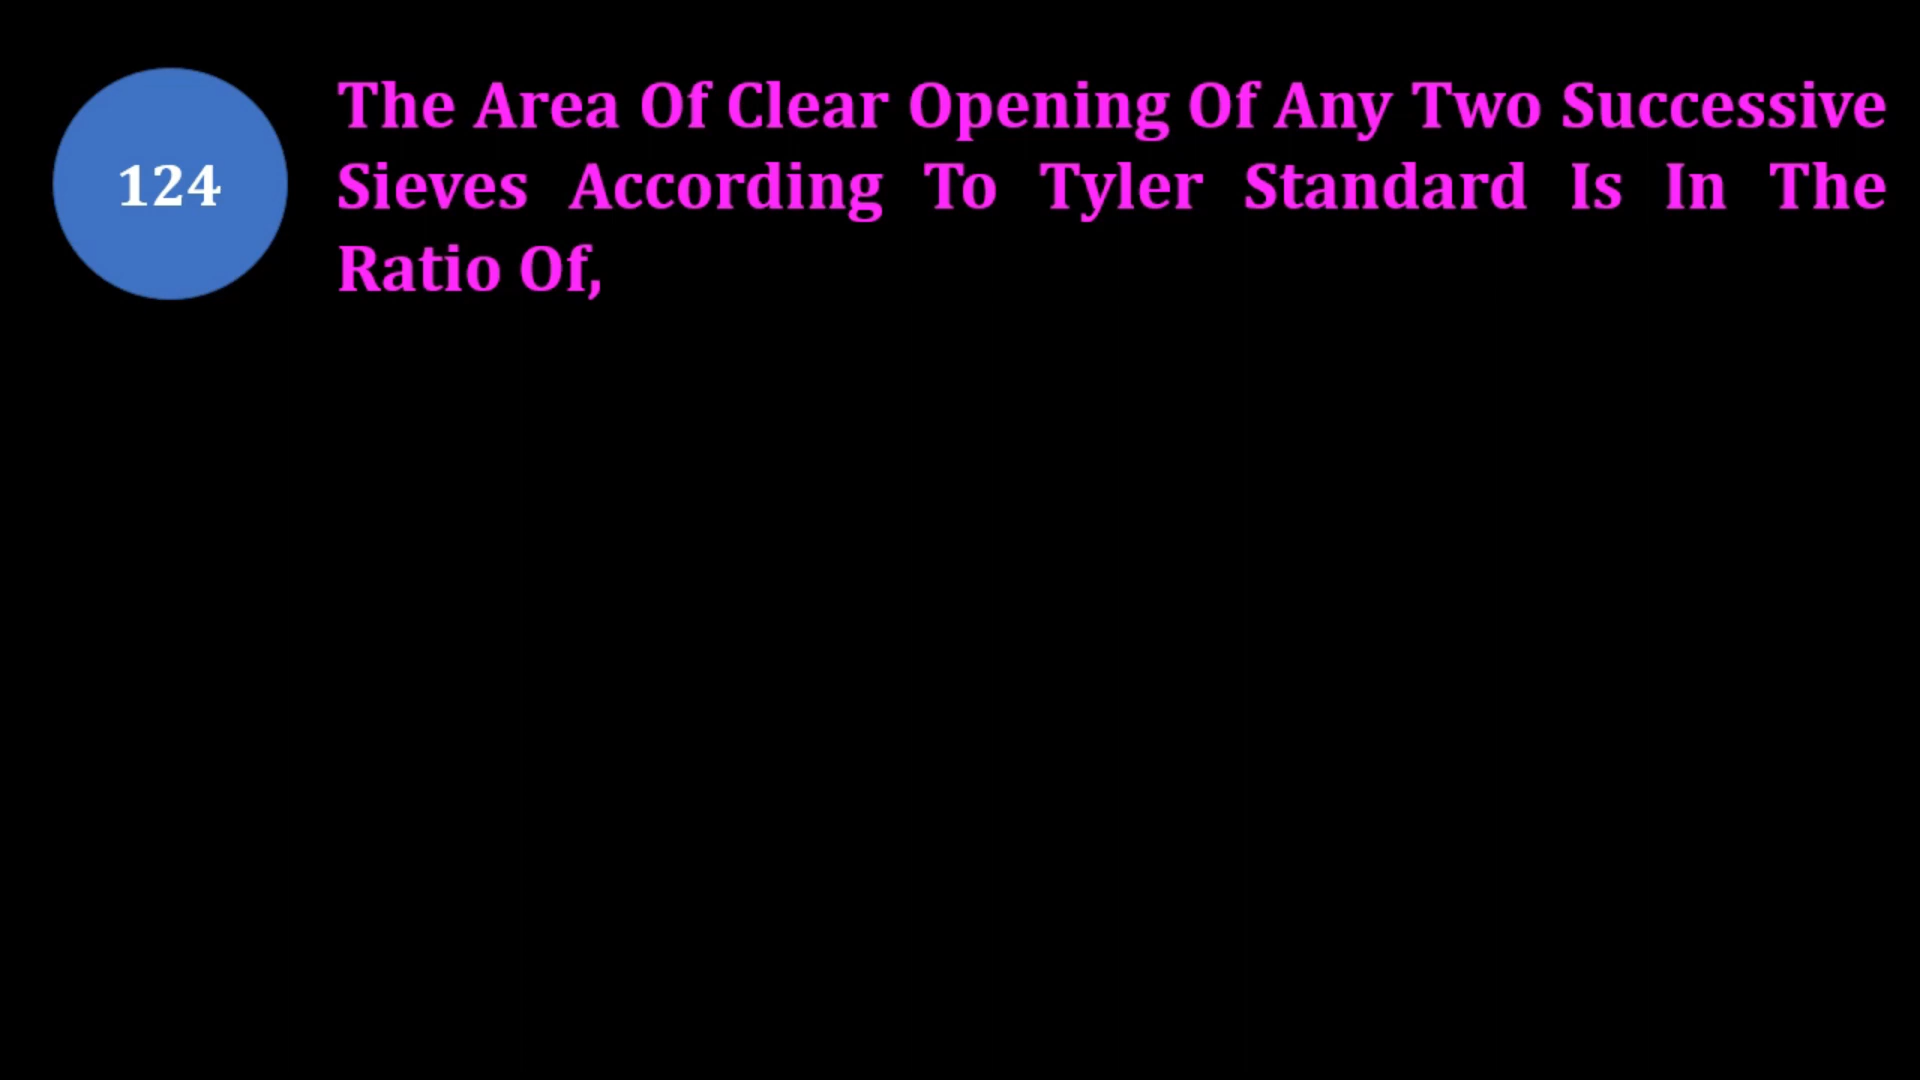 124
The Area Of Clear Opening Of Any Two Successive
Sieves According To Tyler Standard Is In The
Ratio Of,